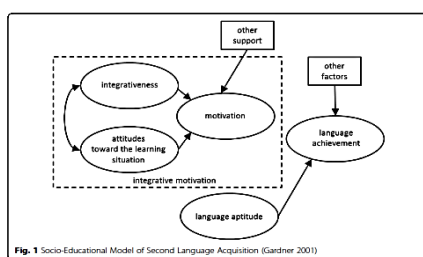 other
support
other
factors
integrativeness
motivation
language
achievement
attitudes
toward the learning
situation
integrative motivation
language aptitude
Fig. 1 Socio-Educational Model of Second Language Acquisition (Gardner 2001)